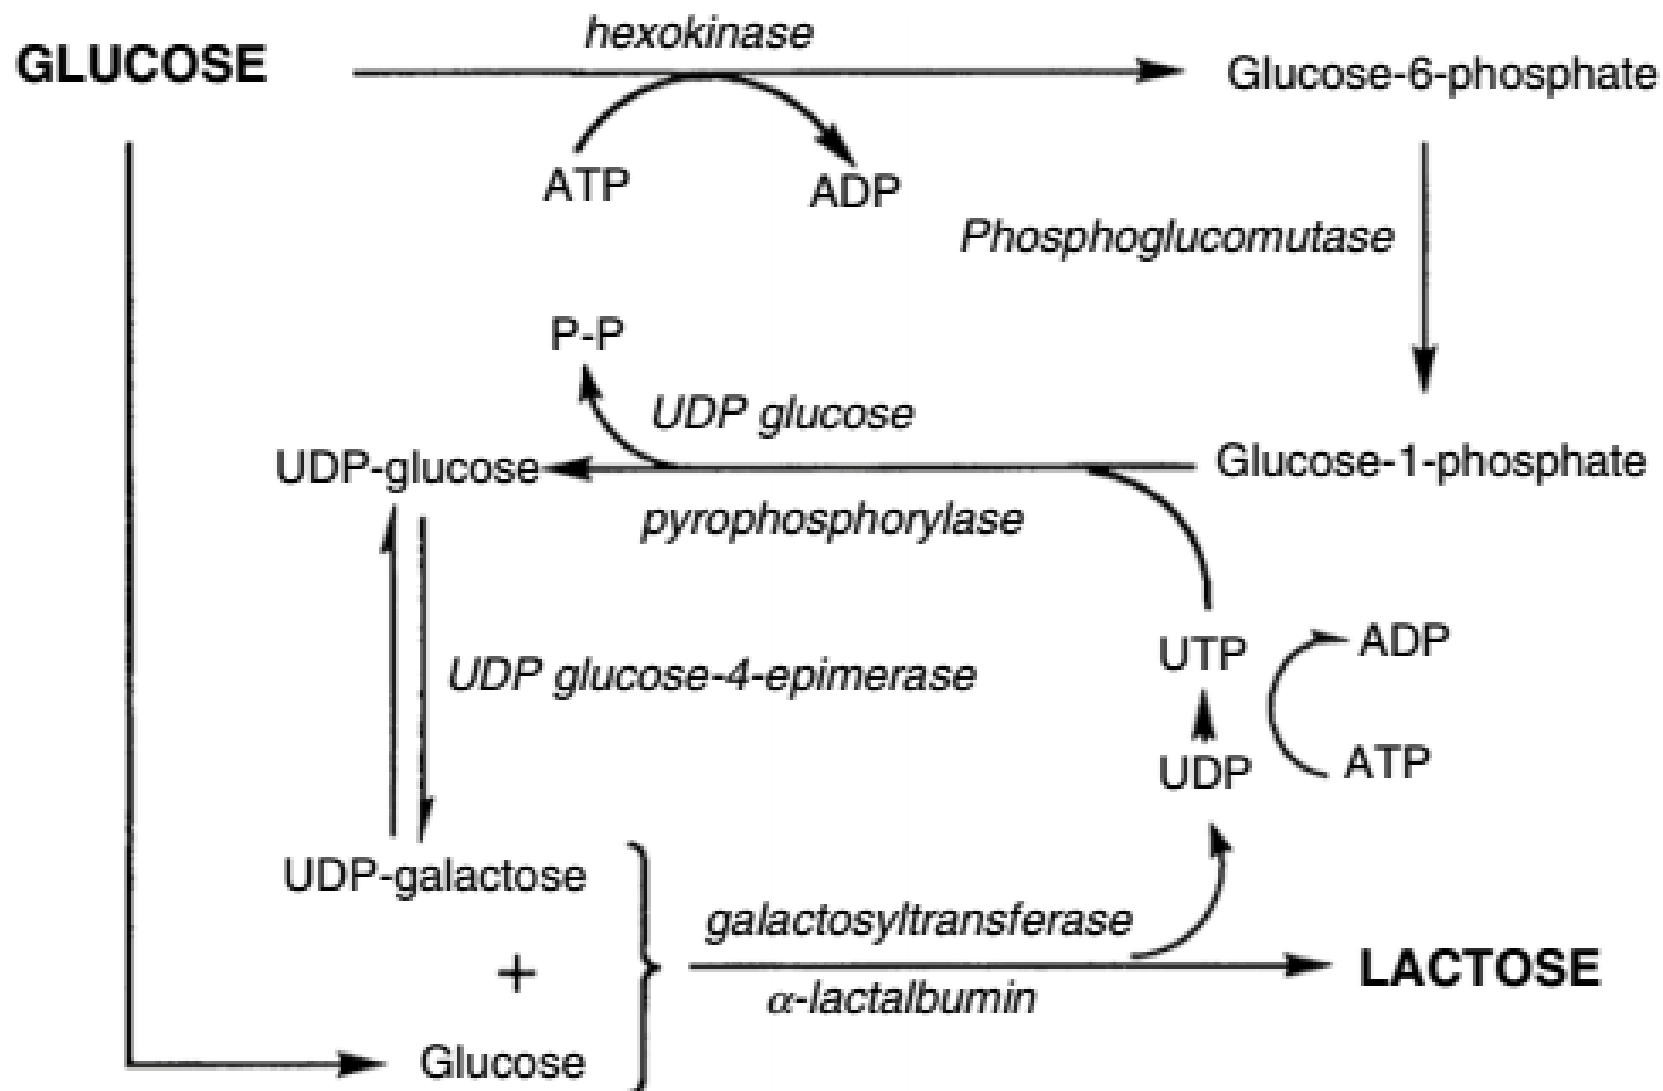 hexokinase
GLUCOSE
Glucose-6-phosphate
ATP
ADP
Phosphoglucomutase
P-P
UDP glucose
UDP-glucose
Glucose-1-phosphate
pyrophosphorylase
UTP
ADP
UDP glucose-4-epimerase
UDP
ATP
UDP-galactose
galactosyltransferase
+
LACTOSE
α-lactalbumin
Glucose